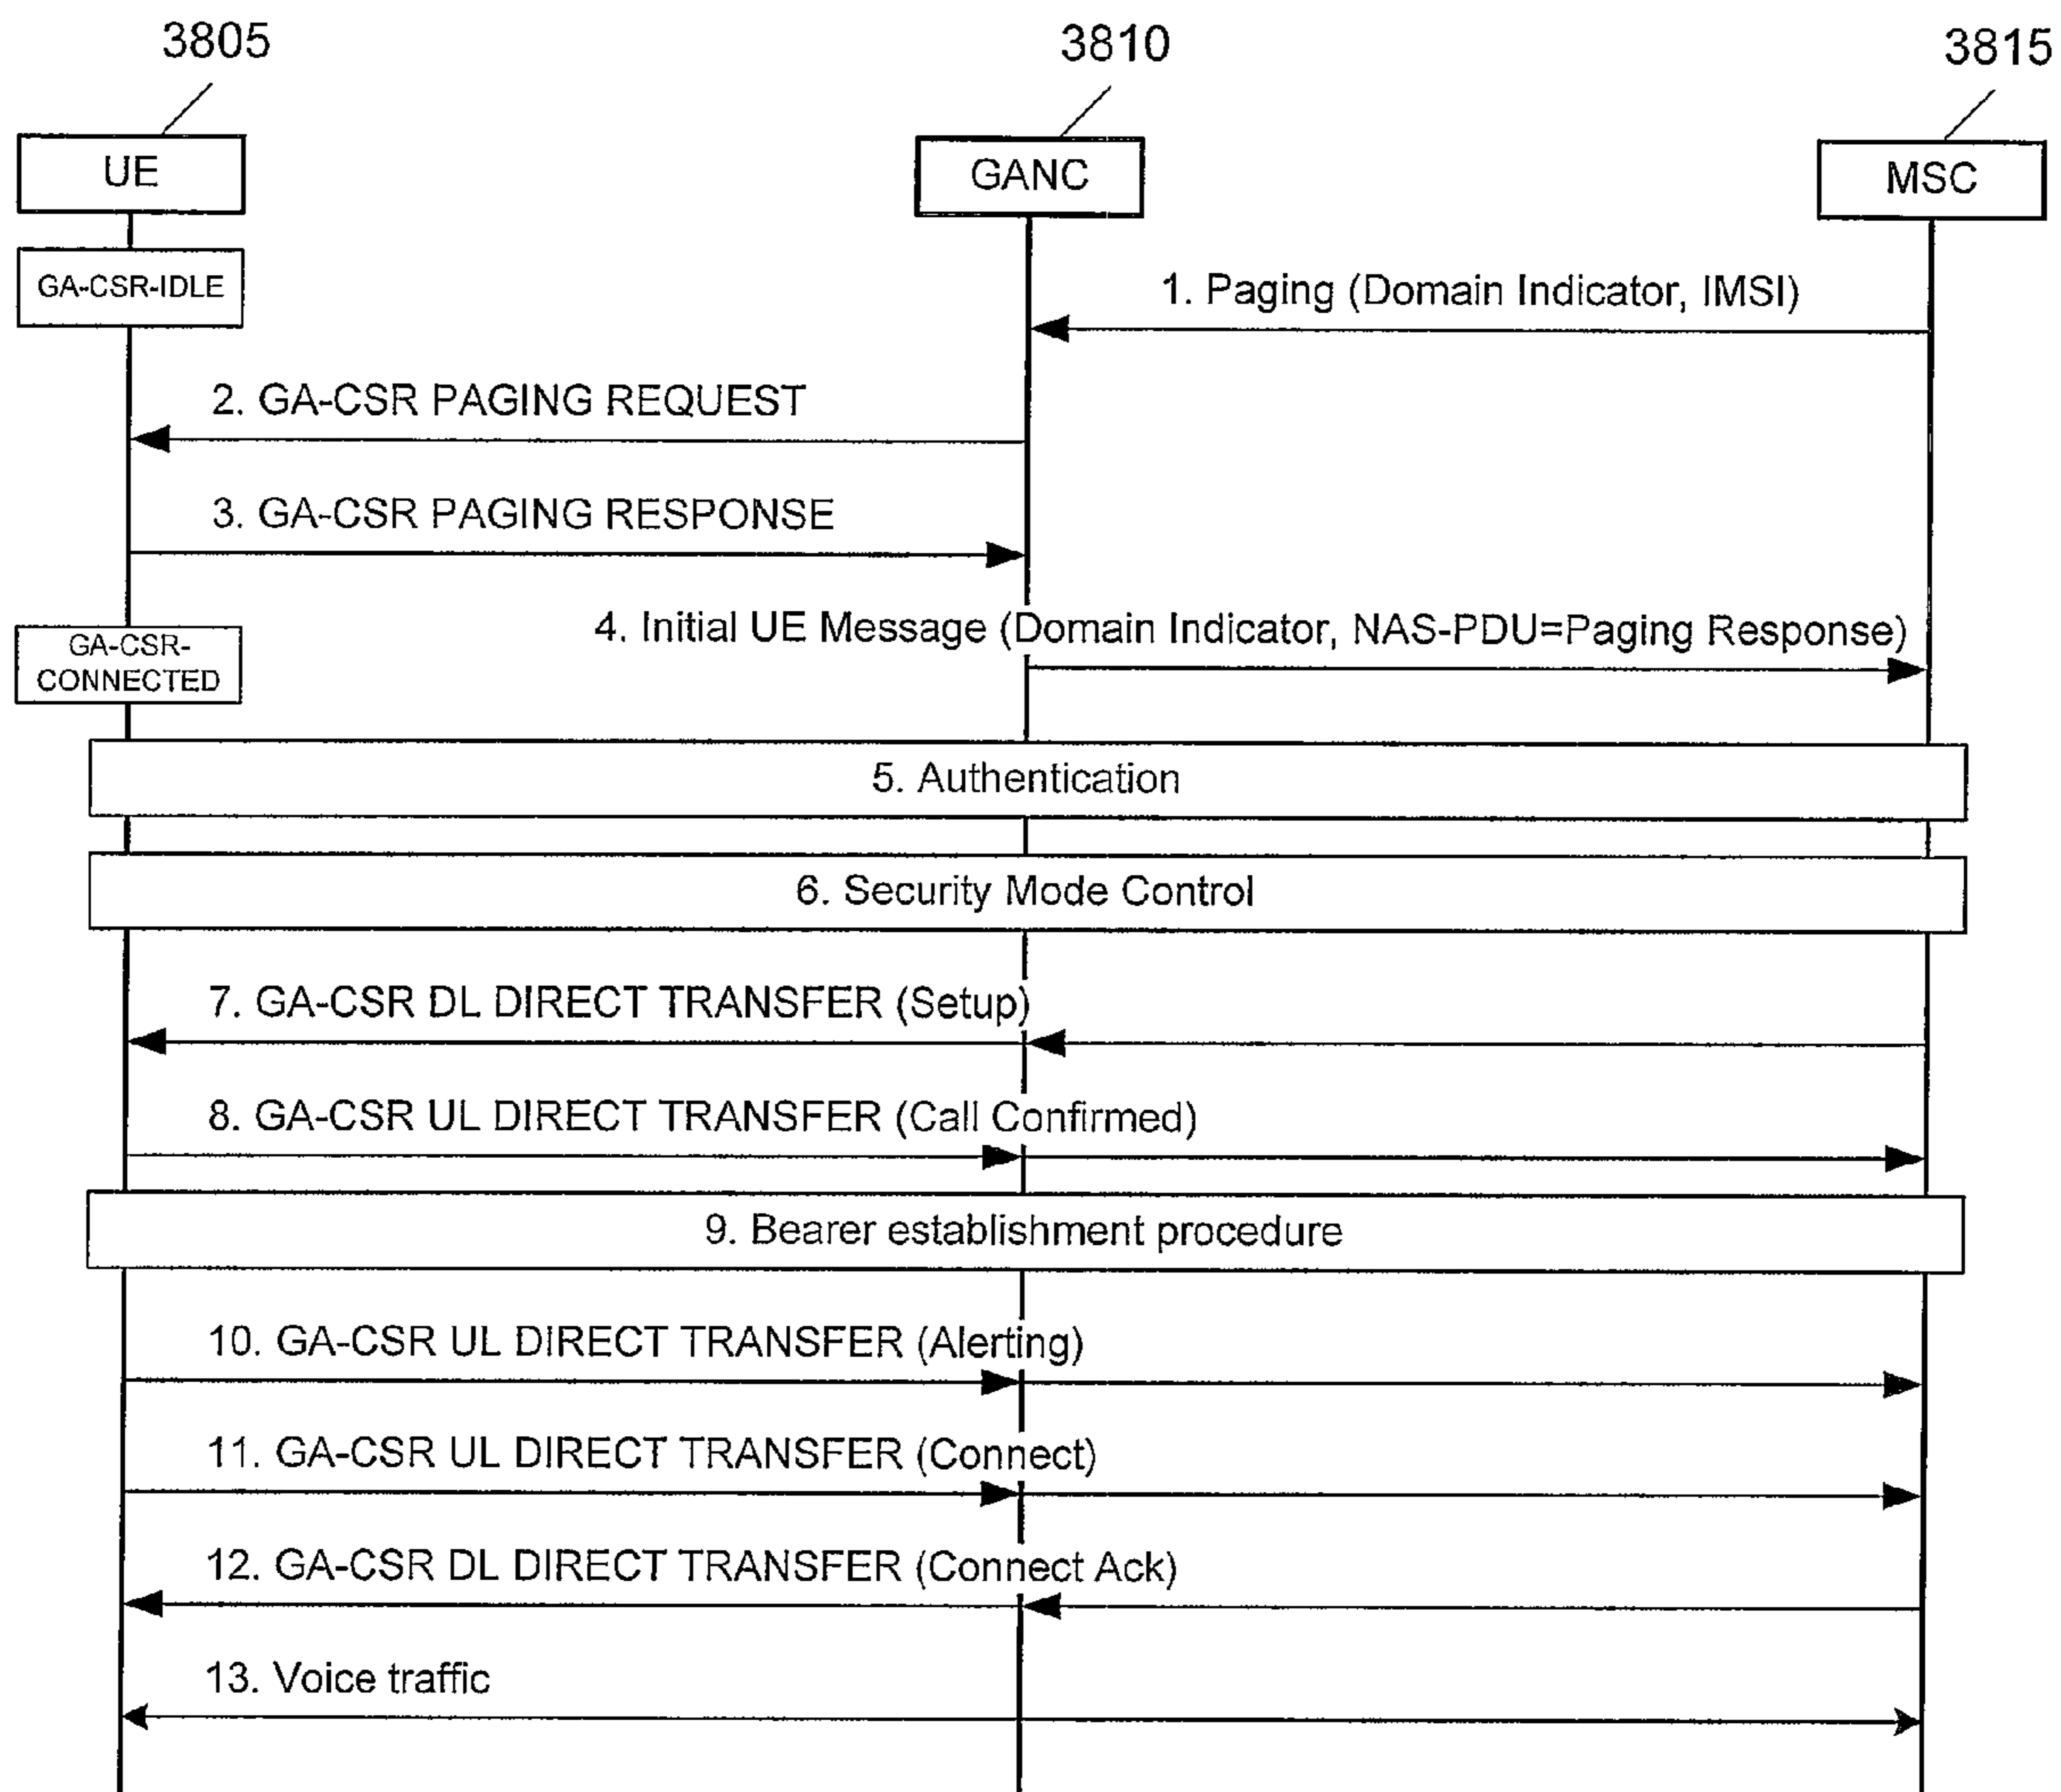 3805
3810
3815
UE
GANC
MSC
GA-CSR-IDLE
1. Paging (Domain Indicator, IMSI)
2. GA-CSR PAGING REQUEST
3. GA-CSR PAGING RESPONSE
4. Initial UE Message (Domain Indicator, NAS-PDU=Paging Response)
GA-CSR-
CONNECTED
5. Authentication
6. Security Mode Control
7. GA-CSR DL DIRECT TRANSFER (Setup)
8. GA-CSR UL DIRECT TRANSFER (Call Confirmed)
9. Bearer establishment procedure
10. GA-CSR UL DIRECT TRANSFER (Alerting)
11. GA-CSR UL DIRECT TRANSFER (Connect)
12. GA-CSR DL DIRECT TRANSFER (Connect Ack)
13. Voice traffic